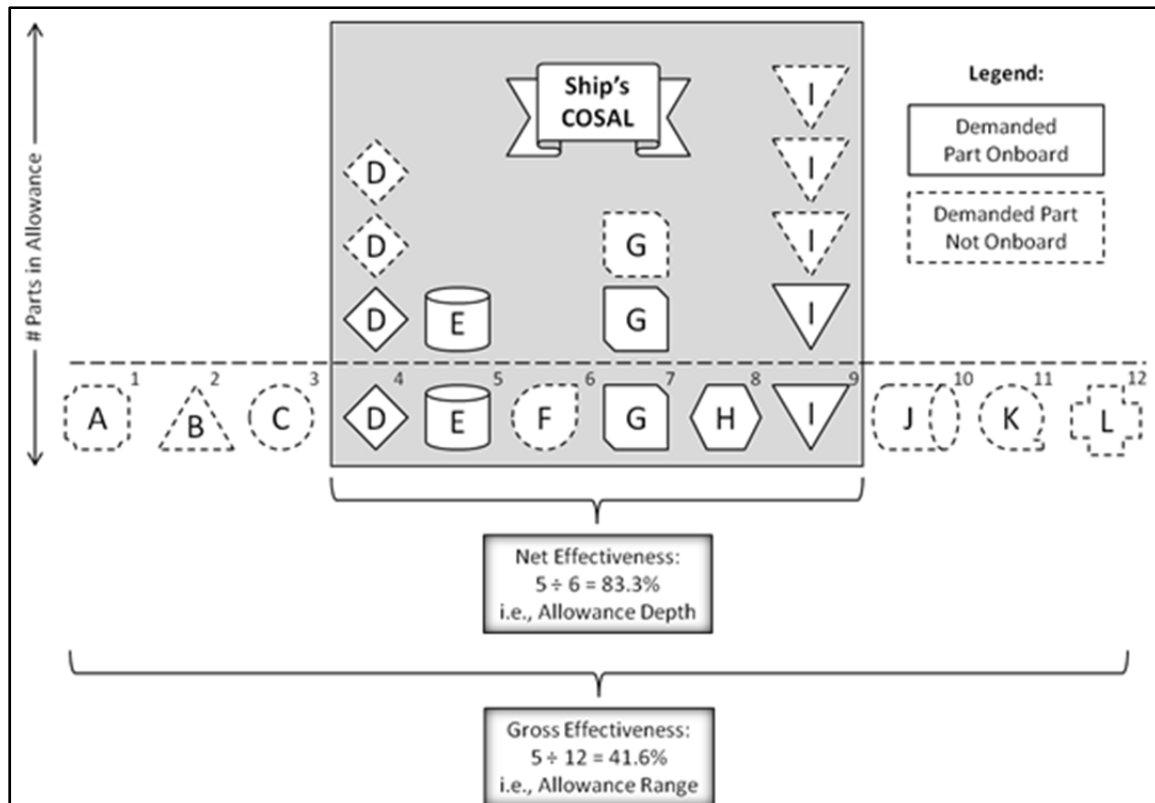 Ship's
COSAL
Legend:
Demanded
Part Onboard
Demanded Part
Not Onboard
# Parts in Allowance
I
D I
D G I
D E G I
1 2 3 4 5 6 7 8 9 10 11 12
A B C D E F G H I J K L
Net Effectiveness:
5 ÷ 6 = 83.3%
i.e., Allowance Depth
Gross Effectiveness:
5 ÷ 12 = 41.6%
i.e., Allowance Range